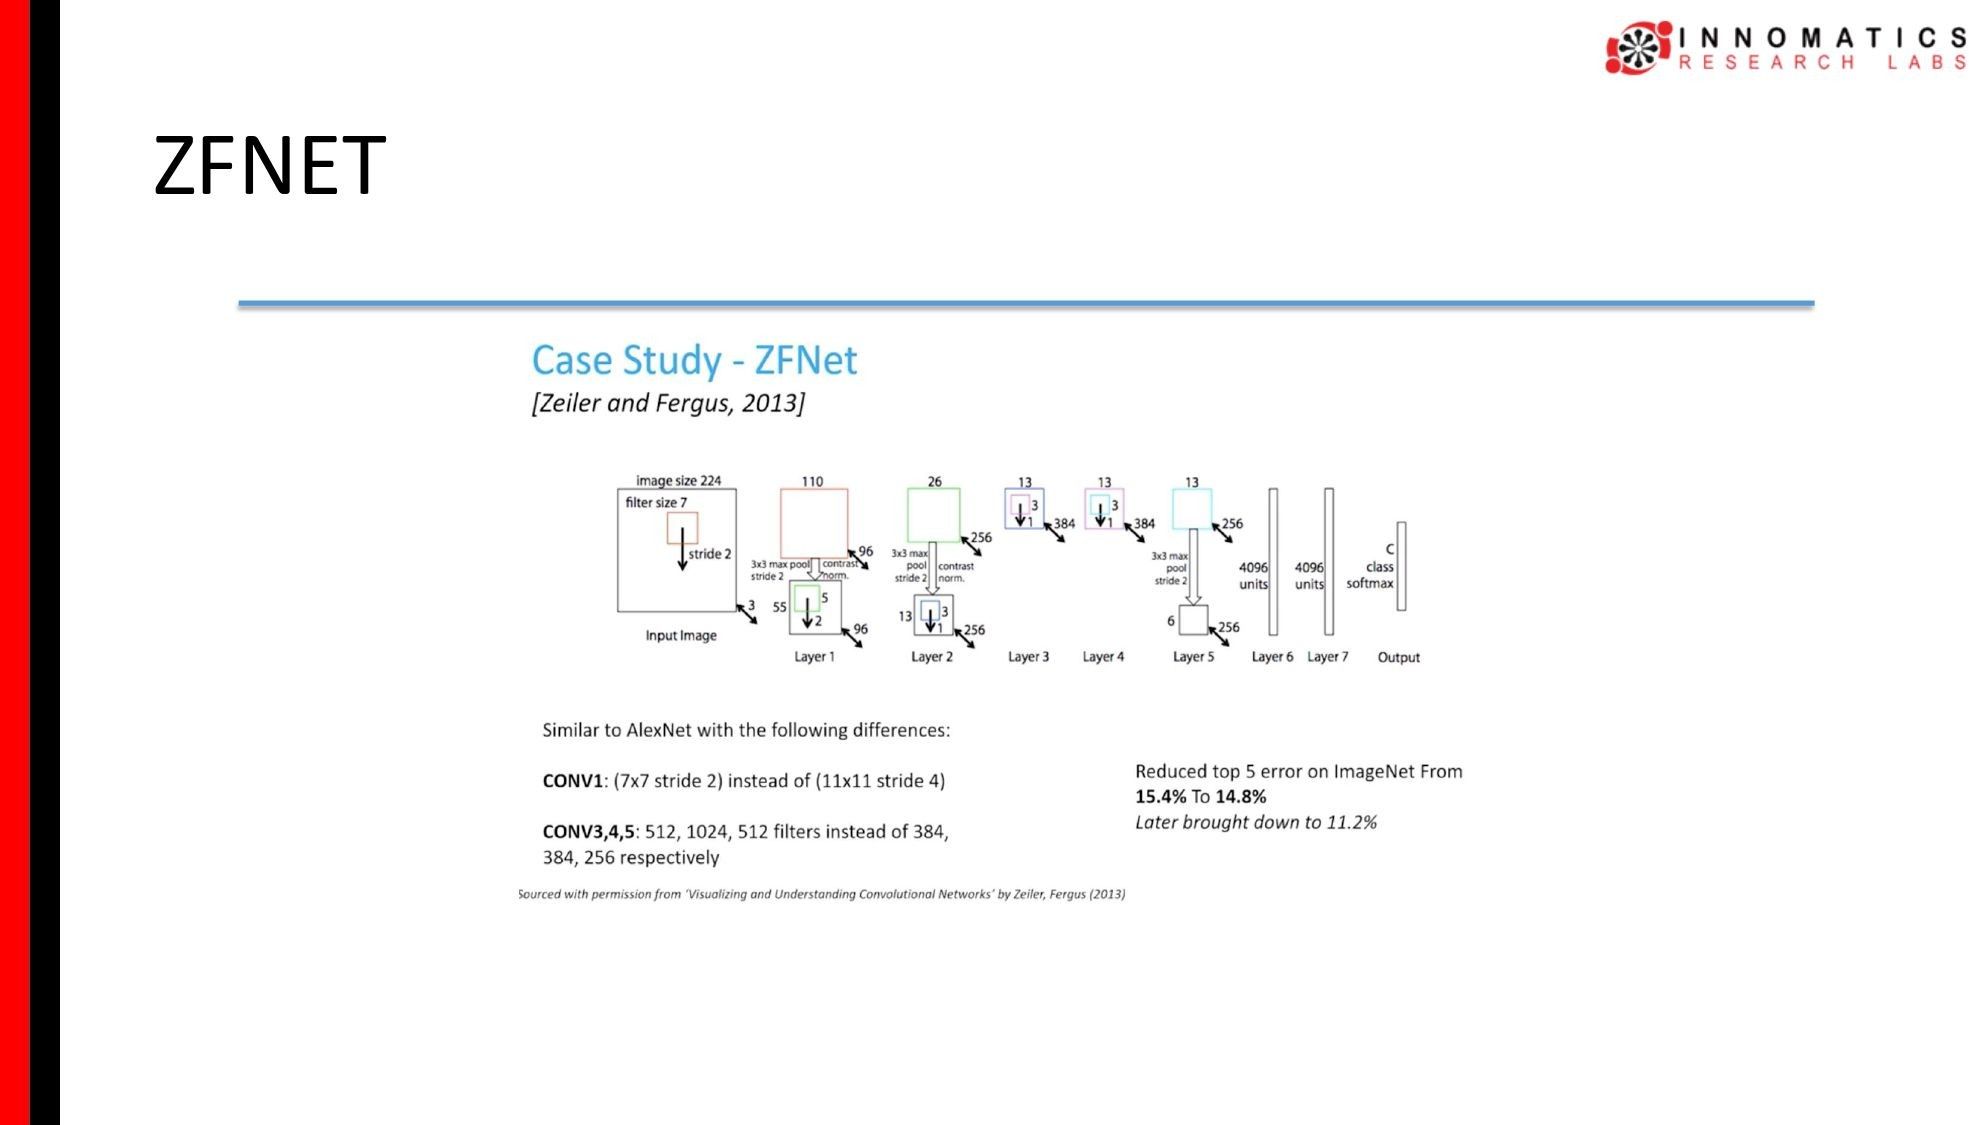 INNOMATICS
RESEARCH LABS
ZFNET
Case Study - ZFNet
[Zeiler and Fergus, 2013]
image size 224
filter size 7
stride 2
3
Input Image
110
96
3x3 max pool
stride 2
contrast
norm.
55
5
2
96
Layer 1
26
256
3x3 max
pool
stride 2
contrast
norm.
13
3
1
256
Layer 2
13
3
1
384
Layer 3
13
3
1
384
Layer 4
13
256
3x3 max
pool
stride 2
6
256
Layer 5
4096
units
Layer 6
4096
units
Layer 7
C
class
softmax
Output
Similar to AlexNet with the following differences:
CONV1: (7x7 stride 2) instead of (11x11 stride 4)
CONV3,4,5: 512, 1024, 512 filters instead of 384,
384, 256 respectively
Reduced top 5 error on ImageNet From
15.4% To 14.8%
Later brought down to 11.2%
Sourced with permission from ‘Visualizing and Understanding Convolutional Networks’ by Zeiler, Fergus (2013)